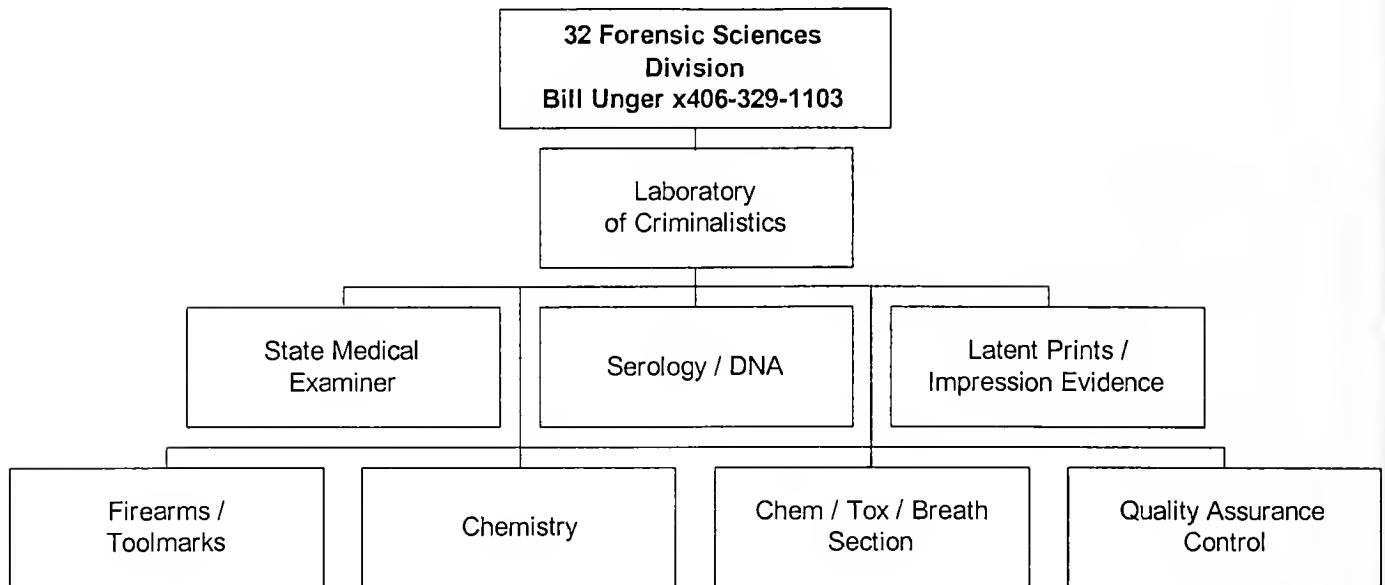 32 Forensic Sciences
Division
Bill Unger x406-329-1103
Laboratory
of Criminalistics
State Medical
Examiner
Serology / DNA
Latent Prints /
Impression Evidence
Firearms /
Toolmarks
Chemistry
Chem / Tox / Breath
Section
Quality Assurance
Control